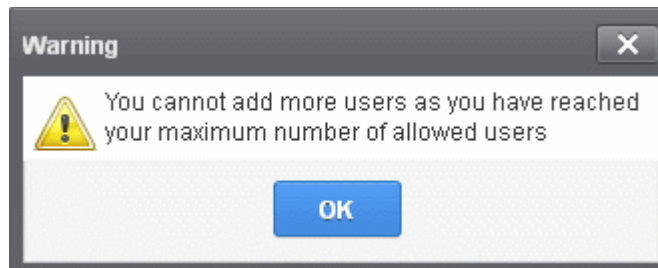 Warning
You cannot add more users as you have reached
your maximum number of allowed users
OK